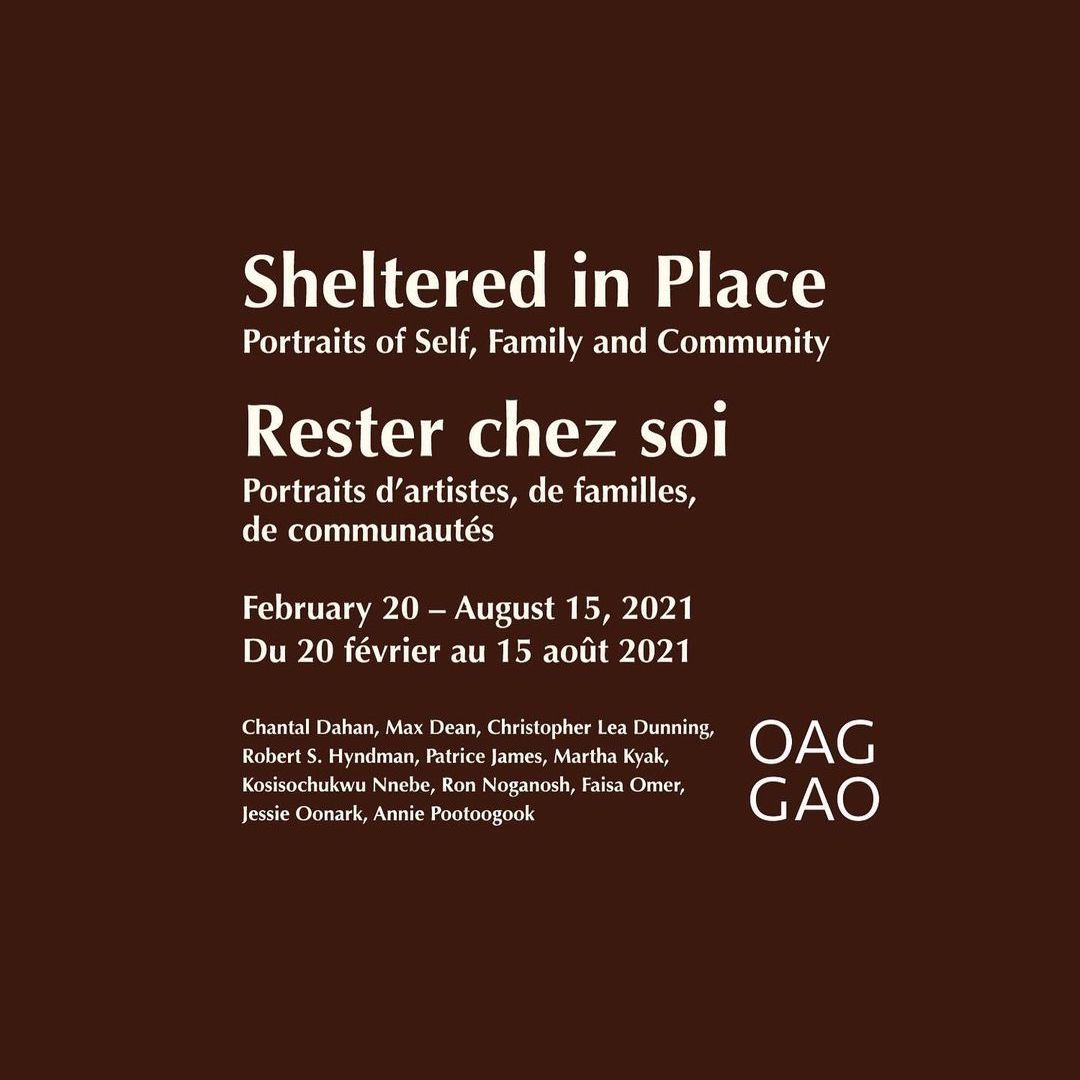 Sheltered in Place
Portraits of Self, Family and Community
Rester chez soi
Portraits d’artistes, de familles,
de communautés
February 20 – August 15, 2021
Du 20 février au 15 août 2021
Chantal Dahan, Max Dean, Christopher Lea Dunning,
Robert S. Hyndman, Patrice James, Martha Kyak,
Kosisochukwu Nnebe, Ron Noganosh, Faisa Omer,
Jessie Oonark, Annie Pootoogook
OAG
GAO